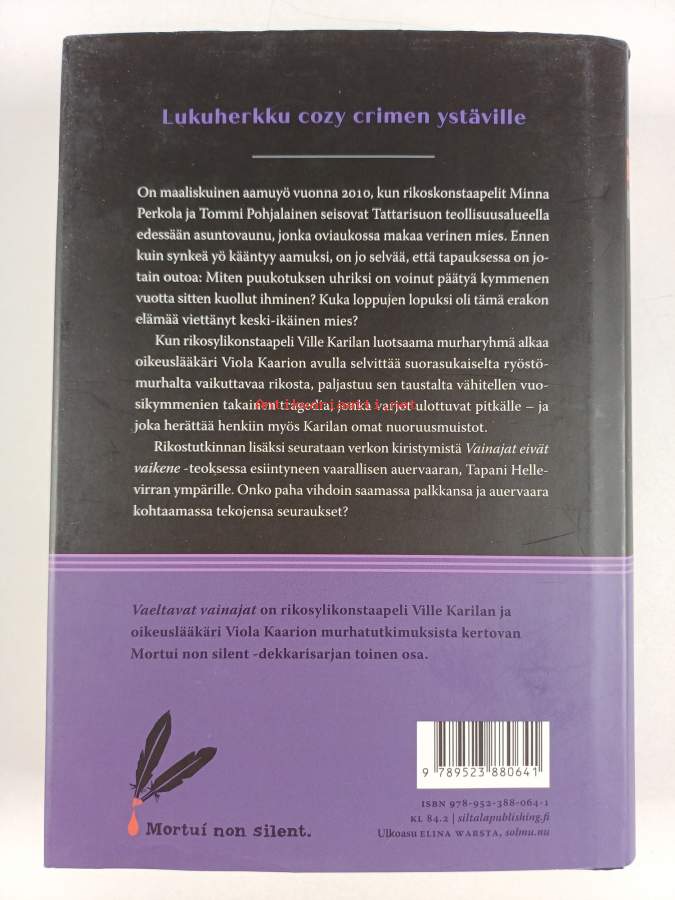 Lukuherkku cozy crimen ystäville
On maaliskuinen aamuyö vuonna 2010, kun rikoskonstaapelit Minna
Perkola ja Tommi Pohjalainen seisovat Tattarisuon teollisuusalueella
edessään asuntovaunu, jonka oviaukossa makaa verinen mies. Ennen
kuin synkeä yö kääntyy aamuksi, on jo selvää, että tapauksessa on jo-
tain outoa: Miten puukotuksen uhriksi on voinut päätyä kymmenen
vuotta sitten kuollut ihminen? Kuka loppujen lopuksi oli tämä erakon
elämää viettänyt keski-ikäinen mies?
Kun rikosylikonstaapeli Ville Karilan luotsaama murharyhmä alkaa
oikeuslääkäri Viola Kaarion avulla selvittää suorasukaiselta ryöstö-
murhalta vaikuttavaa rikosta, paljastuu sen taustalta vähitellen vuo-
sikymmenien takainen tragedia, jonka varjot ulottuvat pitkälle – ja
Antikvariaatti.net
joka herättää henkiin myös Karilan omat nuoruusmuistot.
Rikostutkinnan lisäksi seurataan verkon kiristymistä Vainajat eivät
vaikene -teoksessa esiintyneen vaarallisen auervaaran, Tapani Helle-
virran ympärille. Onko paha vihdoin saamassa palkkansa ja auervaara
kohtaamassa tekojensa seuraukset?
Vaeltavat vainajat on rikosylikonstaapeli Ville Karilan ja
oikeuslääkäri Viola Kaarion murhatutkimuksista kertovan
Mortui non silent -dekkarisarjan toinen osa.
9 789523 880641
ISBN 978-952-388-064-1
KL 84.2 | siltalapublishing.fi
Ulkoasu ELINA WARSTA, solmu.nu
Mortui non silent.